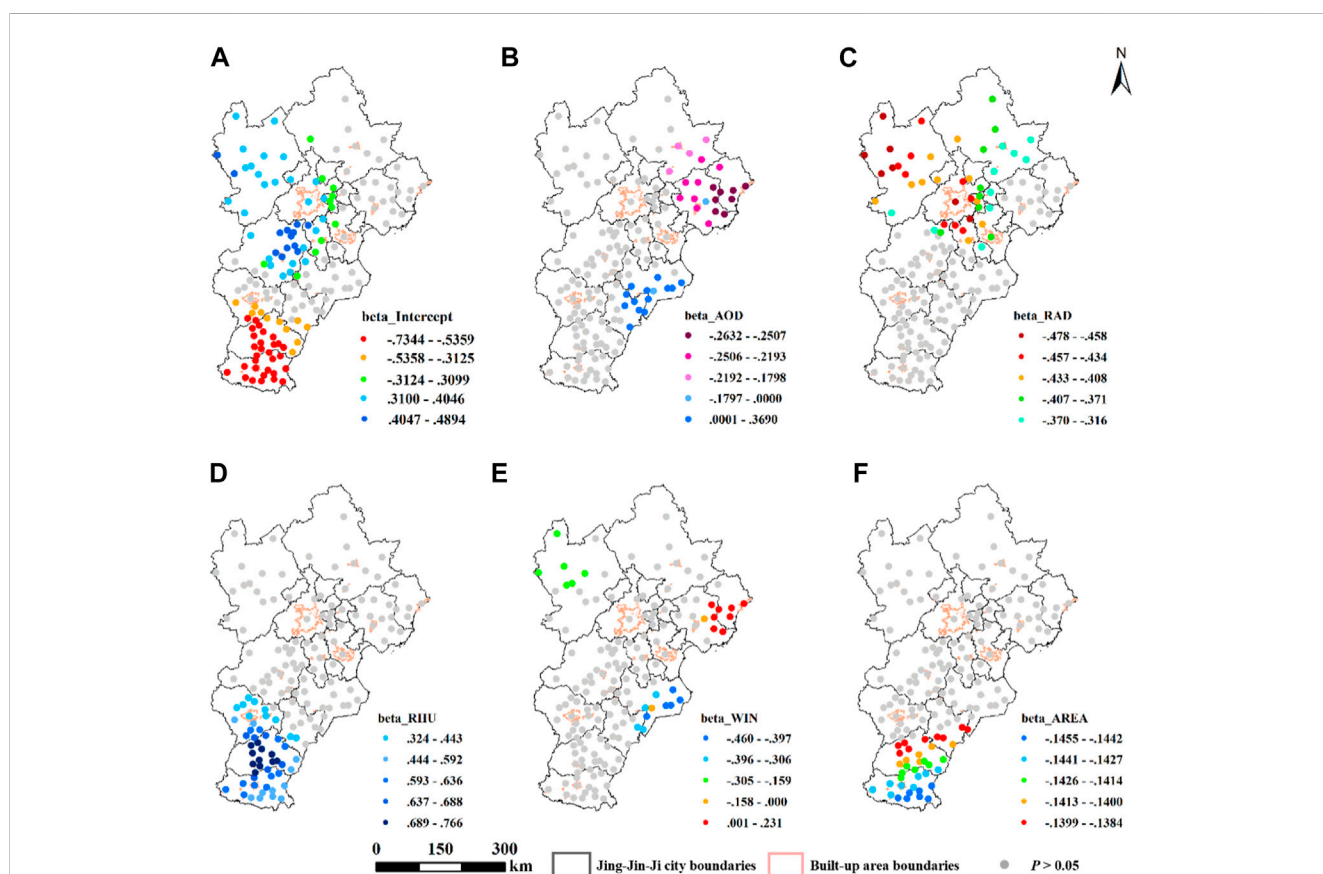 A
B
C
N
beta_Intercept
-.7344 - -.5359
-.5358 - -.3125
-.3124 - .3099
.3100 - .4046
.4047 - .4894
beta_AOD
-.2632 - -.2507
-.2506 - -.2193
-.2192 - -.1798
-.1797 - .0000
.0001 - .3690
beta_RAD
-.478 - -.458
-.457 - -.434
-.433 - -.408
-.407 - -.371
-.370 - -.316
D
E
F
beta_RIIU
.324 - .443
.444 - .592
.593 - .636
.637 - .688
.689 - .766
beta_WIN
-.460 - -.397
-.396 - -.306
-.305 - -.159
-.158 - .000
.001 - .231
beta_AREA
-.1455 - -.1442
-.1441 - -.1427
-.1426 - -.1414
-.1413 - -.1400
-.1399 - -.1384
0 150 300
km
Jing-Jin-Ji city boundaries
Built-up area boundaries
P > 0.05